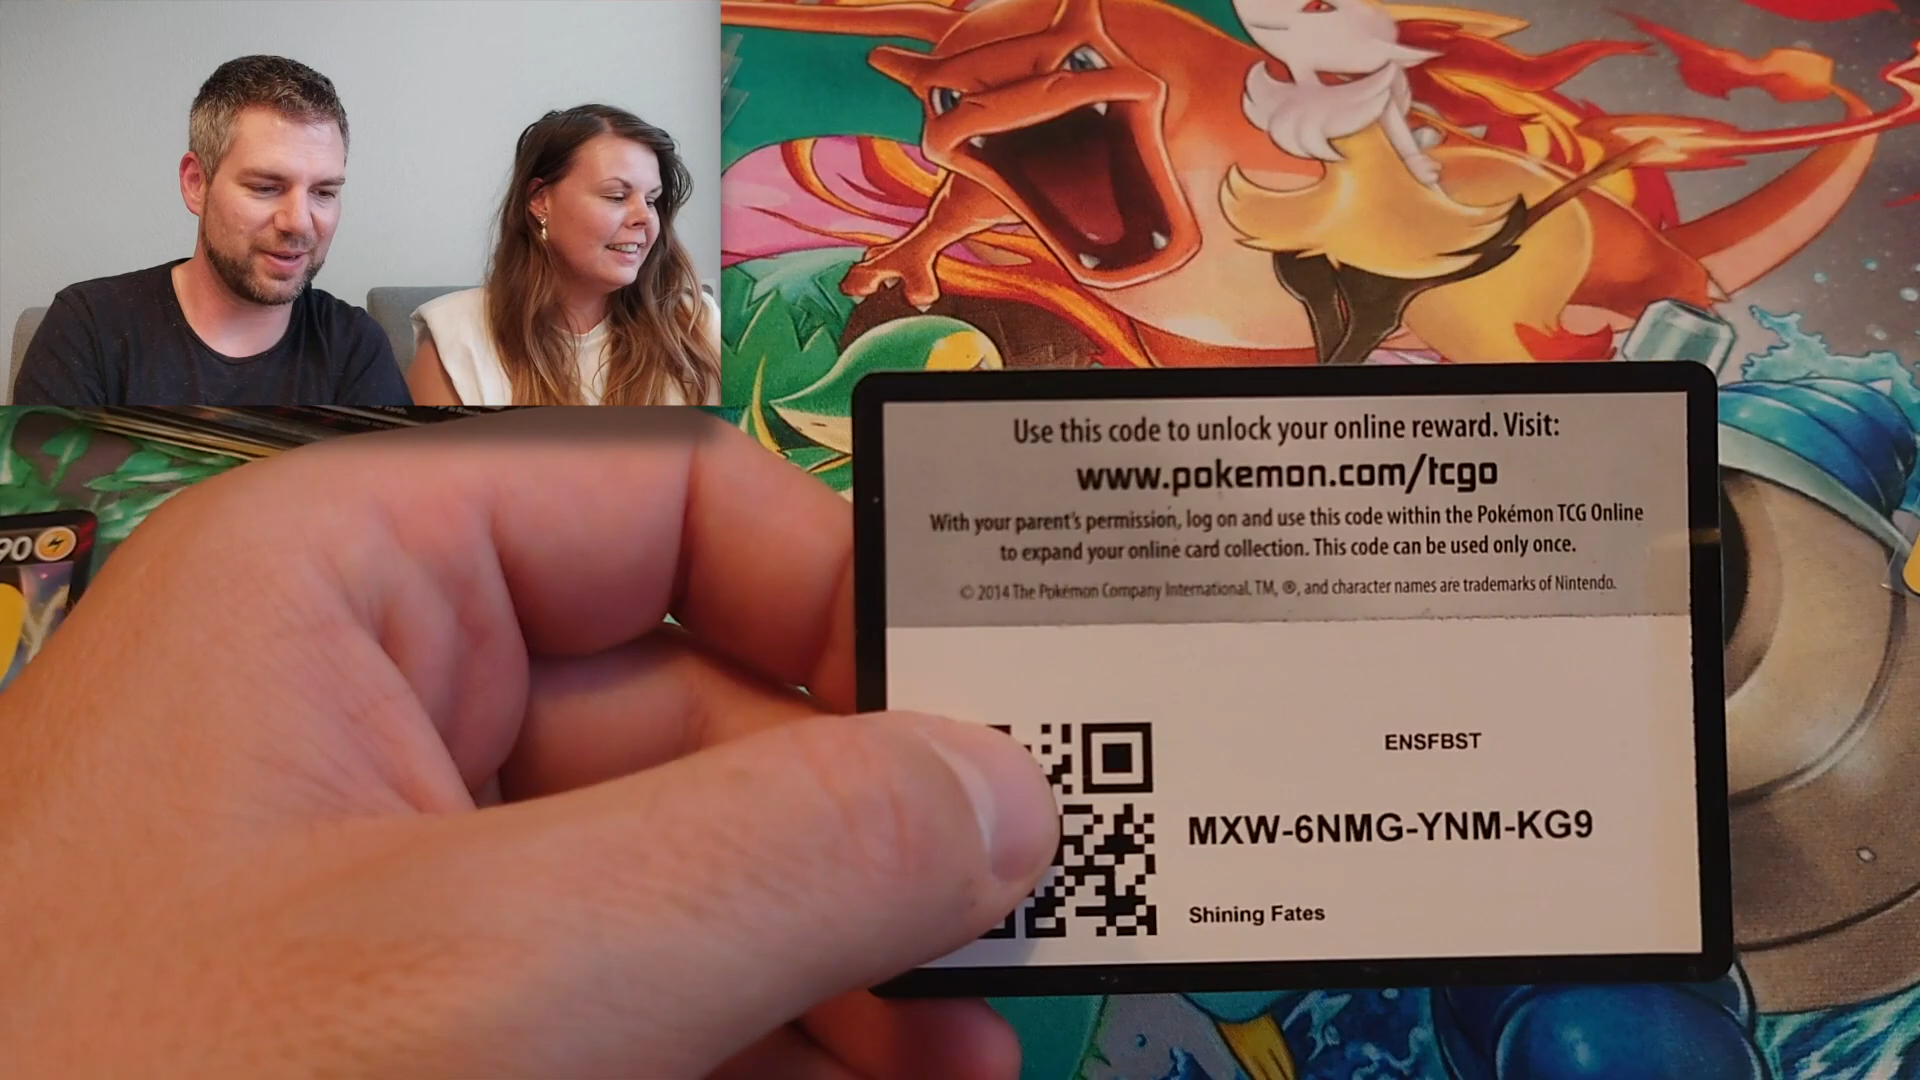 90
Use this code to unlock your online reward. Visit:
www.pokemon.com/tcgo
With your parent's permission, log on and use this code within the Pokémon TCG Online
to expand your online card collection. This code can be used only once.
© 2014 The Pokémon Company International. TM, ®, and character names are trademarks of Nintendo.
ENSFBST
MXW-6NMG-YNM-KG9
Shining Fates